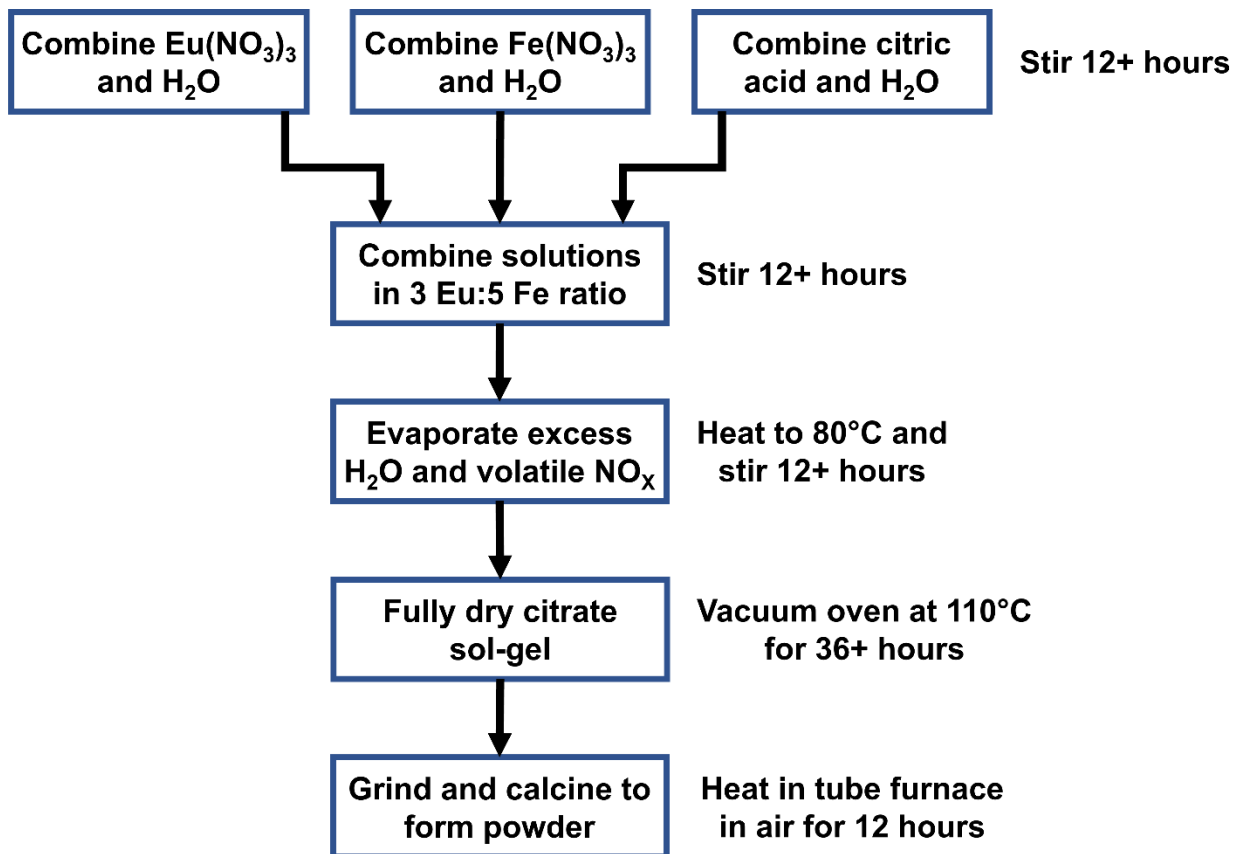 Combine Eu(NO₃)₃
and H₂O
Combine Fe(NO₃)₃
and H₂O
Combine citric
acid and H₂O
Stir 12+ hours
Combine solutions
in 3 Eu:5 Fe ratio
Stir 12+ hours
Evaporate excess
H₂O and volatile NOₓ
Heat to 80°C and
stir 12+ hours
Fully dry citrate
sol-gel
Vacuum oven at 110°C
for 36+ hours
Grind and calcine to
form powder
Heat in tube furnace
in air for 12 hours